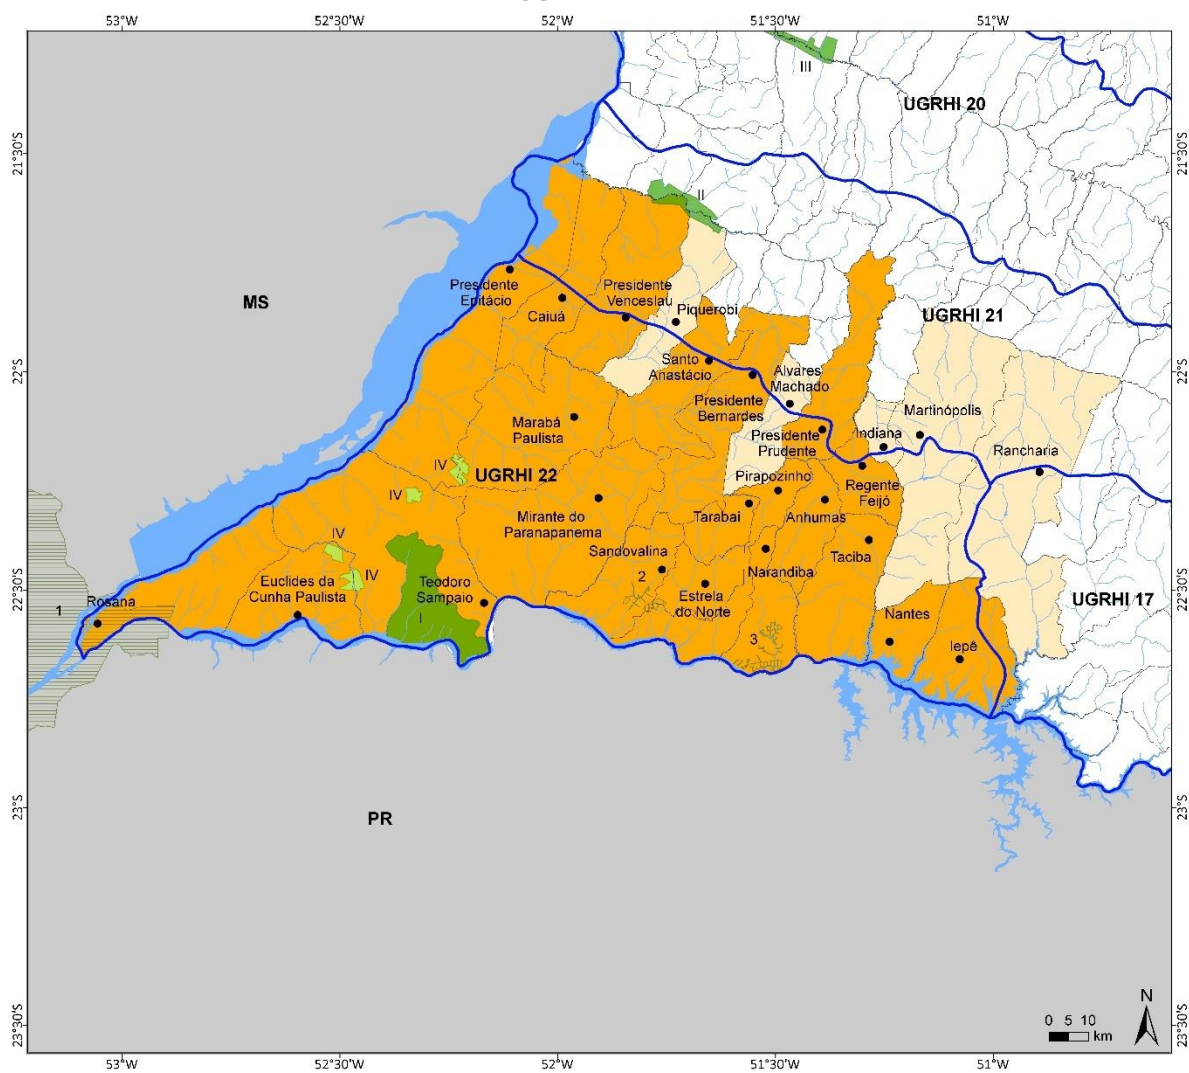 53°W
52°30'W
52°W
51°30'W
51°W
21°30'S
22°S
22°30'S
23°S
23°30'S
21°30'S
22°S
22°30'S
23°S
23°30'S
III
UGRHI 20
II
MS
Presidente
Epitácio
Caiuá
Presidente
Venceslau
Piquerobi
UGRHI 21
Santo
Anastácio
Álvares
Machado
Presidente
Bernardes
Martinópolis
Marabá
Paulista
Presidente
Prudente
Indiana
Rancharia
IV
UGRHI 22
Pirapozinho
Regente
Feijó
IV
Mirante do
Paranapanema
Tarabai
Anhumas
IV
Sandovalina
Taciba
IV
Euclides da
Cunha Paulista
Teodoro
Sampaio
2
Narandiba
Estrela
do Norte
UGRHI 17
1
Rosana
I
Nantes
3
Iepê
PR
N
0 5 10
km
53°W
52°30'W
52°W
51°30'W
51°W